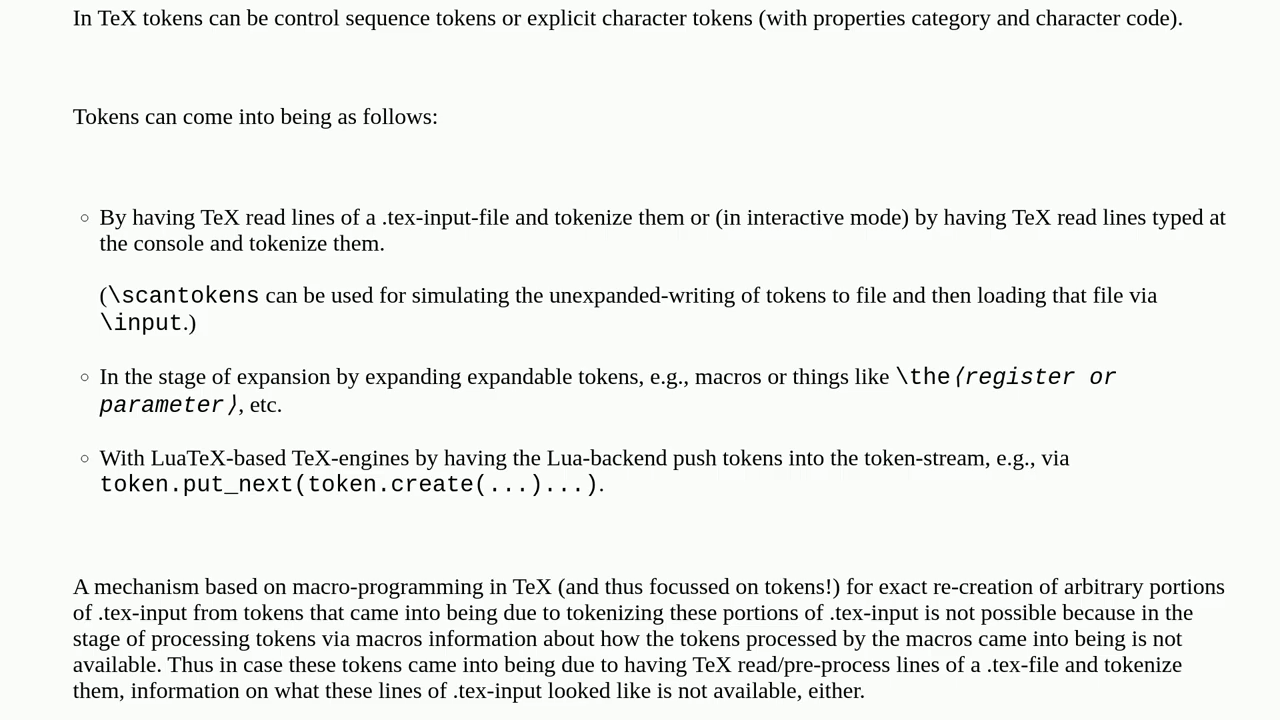 In TeX tokens can be control sequence tokens or explicit character tokens (with properties category and character code).
Tokens can come into being as follows:
By having TeX read lines of a .tex-input-file and tokenize them or (in interactive mode) by having TeX read lines typed at
the console and tokenize them.
(\scantokens can be used for simulating the unexpanded-writing of tokens to file and then loading that file via
\input.)
In the stage of expansion by expanding expandable tokens, e.g., macros or things like \the⟨register or
parameter⟩, etc.
With LuaTeX-based TeX-engines by having the Lua-backend push tokens into the token-stream, e.g., via
token.put_next(token.create(...)...).
A mechanism based on macro-programming in TeX (and thus focussed on tokens!) for exact re-creation of arbitrary portions
of .tex-input from tokens that came into being due to tokenizing these portions of .tex-input is not possible because in the
stage of processing tokens via macros information about how the tokens processed by the macros came into being is not
available. Thus in case these tokens came into being due to having TeX read/pre-process lines of a .tex-file and tokenize
them, information on what these lines of .tex-input looked like is not available, either.